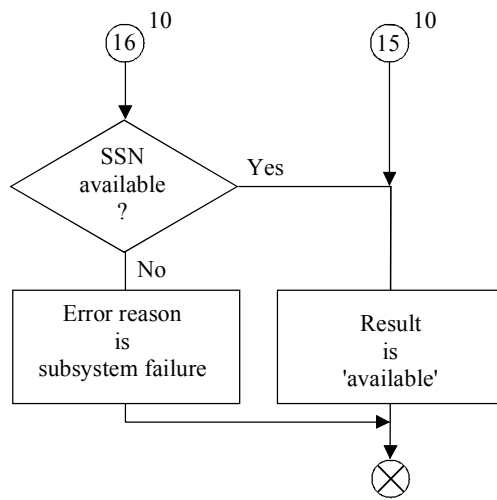 10
16
10
15
SSN
available
?
Yes
No
Error reason
is
subsystem failure
Result
is
'available'